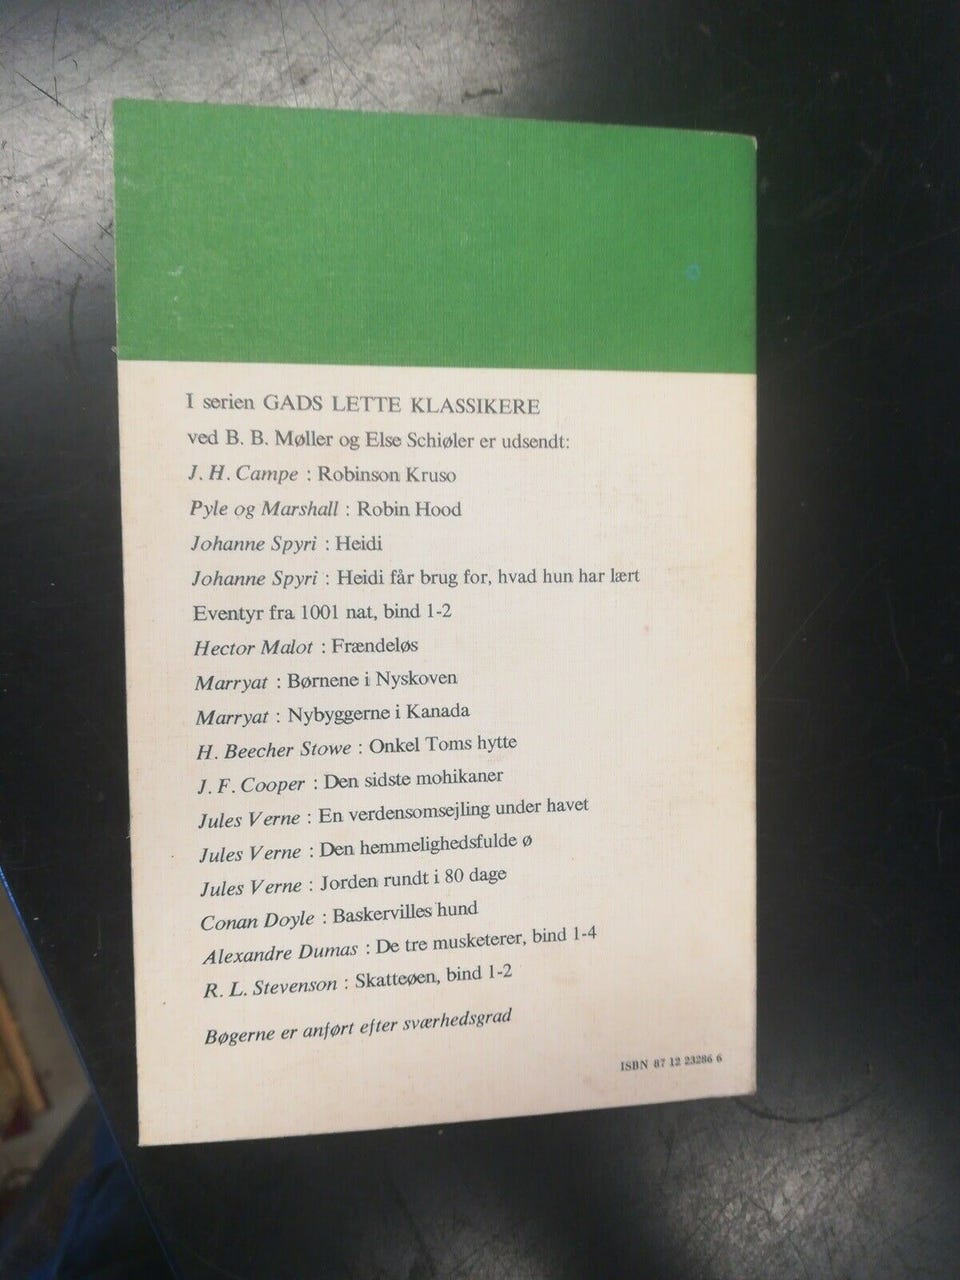 I serien GADS LETTE KLASSIKERE
ved B. B. Møller og Else Schiøler er udsendt:
J. H. Campe : Robinson Kruso
Pyle og Marshall : Robin Hood
Johanne Spyri : Heidi
Johanne Spyri : Heidi får brug for, hvad hun har lært
Eventyr fra 1001 nat, bind 1-2
Hector Malot : Frændeløs
Marryat : Børnene i Nyskoven
Marryat : Nybyggerne i Kanada
H. Beecher Stowe : Onkel Toms hytte
J. F. Cooper : Den sidste mohikaner
Jules Verne : En verdensomsejling under havet
Jules Verne : Den hemmelighedsfulde ø
Jules Verne : Jorden rundt i 80 dage
Conan Doyle : Baskervilles hund
Alexandre Dumas : De tre musketerer, bind 1-4
R. L. Stevenson : Skatteøen, bind 1-2
Bøgerne er anført efter sværhedsgrad
ISBN 87 12 23286 6